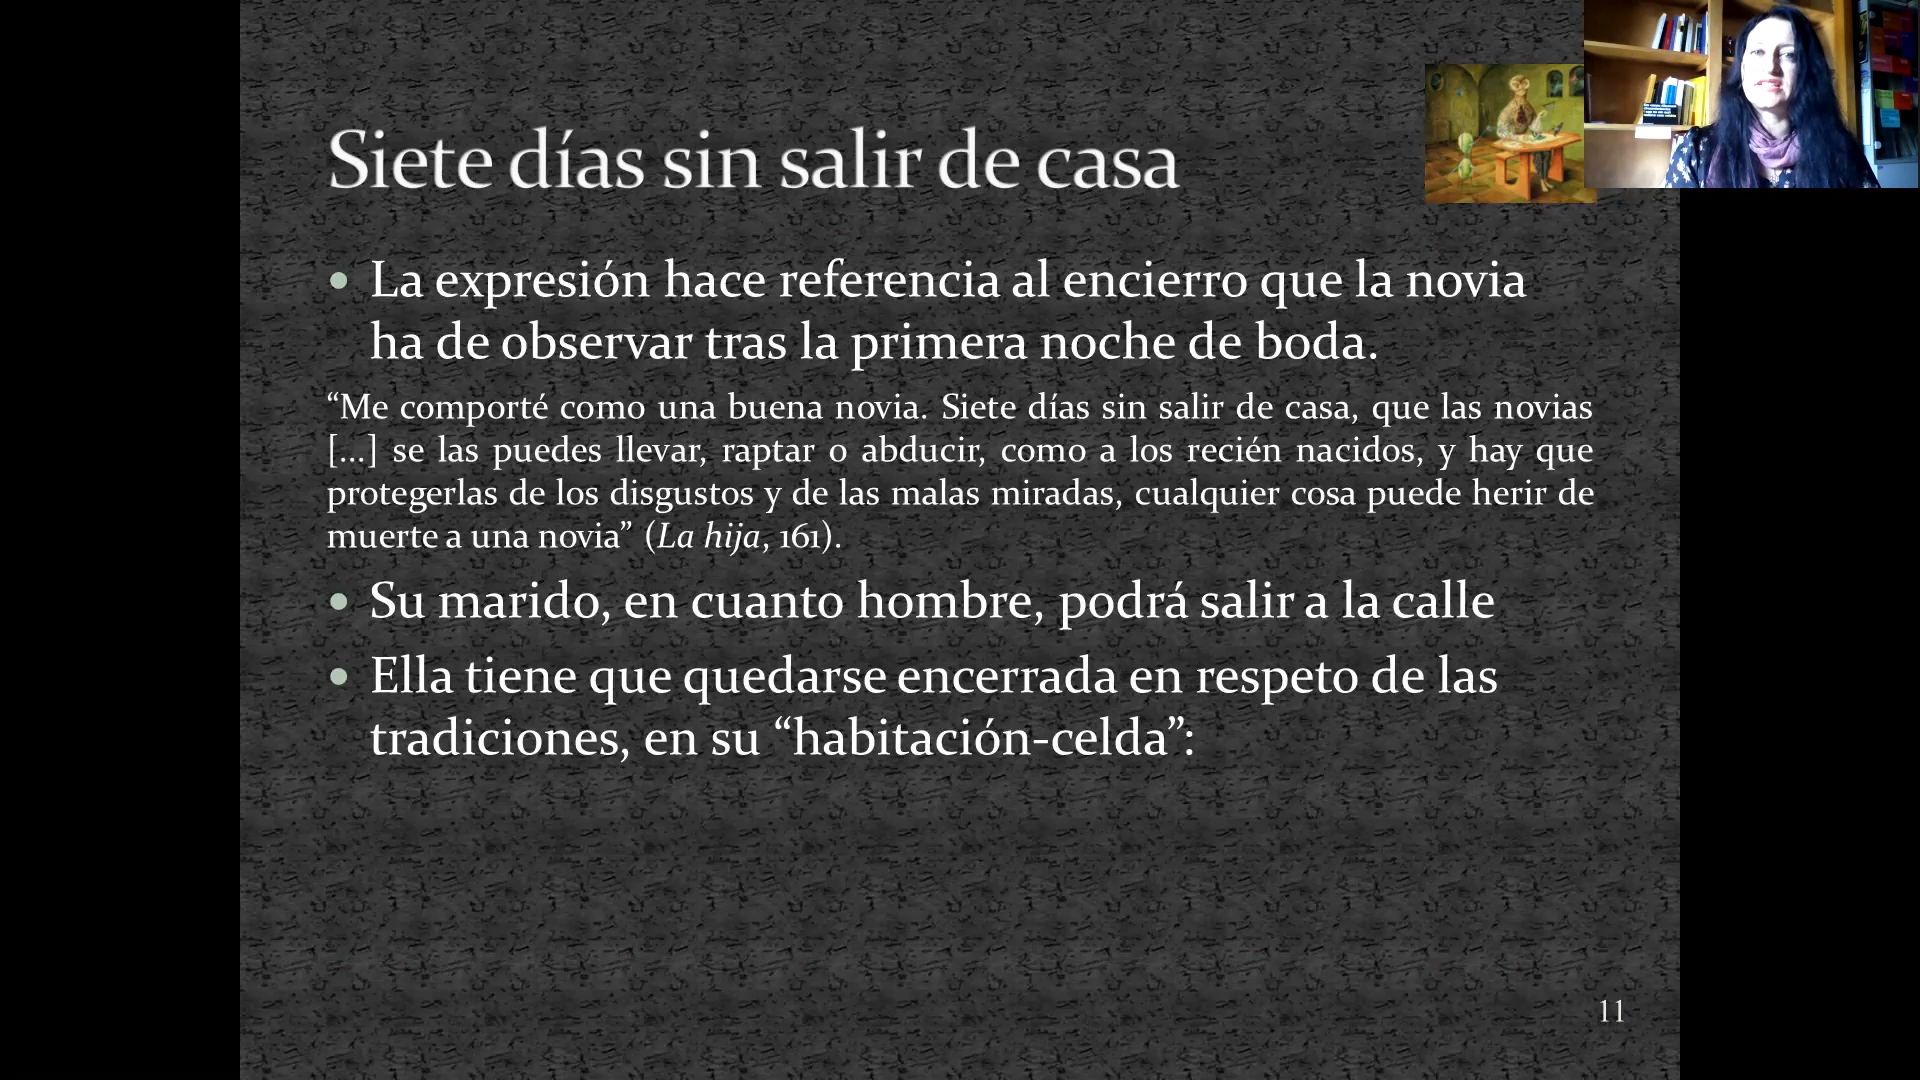 Siete días sin salir de casa
• La expresión hace referencia al encierro que la novia
ha de observar tras la primera noche de boda.
“Me comporté como una buena novia. Siete días sin salir de casa, que las novias
[...] se las puedes llevar, raptar o abducir, como a los recién nacidos, y hay que
protegerlas de los disgustos y de las malas miradas, cualquier cosa puede herir de
muerte a una novia” (La hija, 161).
• Su marido, en cuanto hombre, podrá salir a la calle
• Ella tiene que quedarse encerrada en respeto de las
tradiciones, en su “habitación-celda”:
11